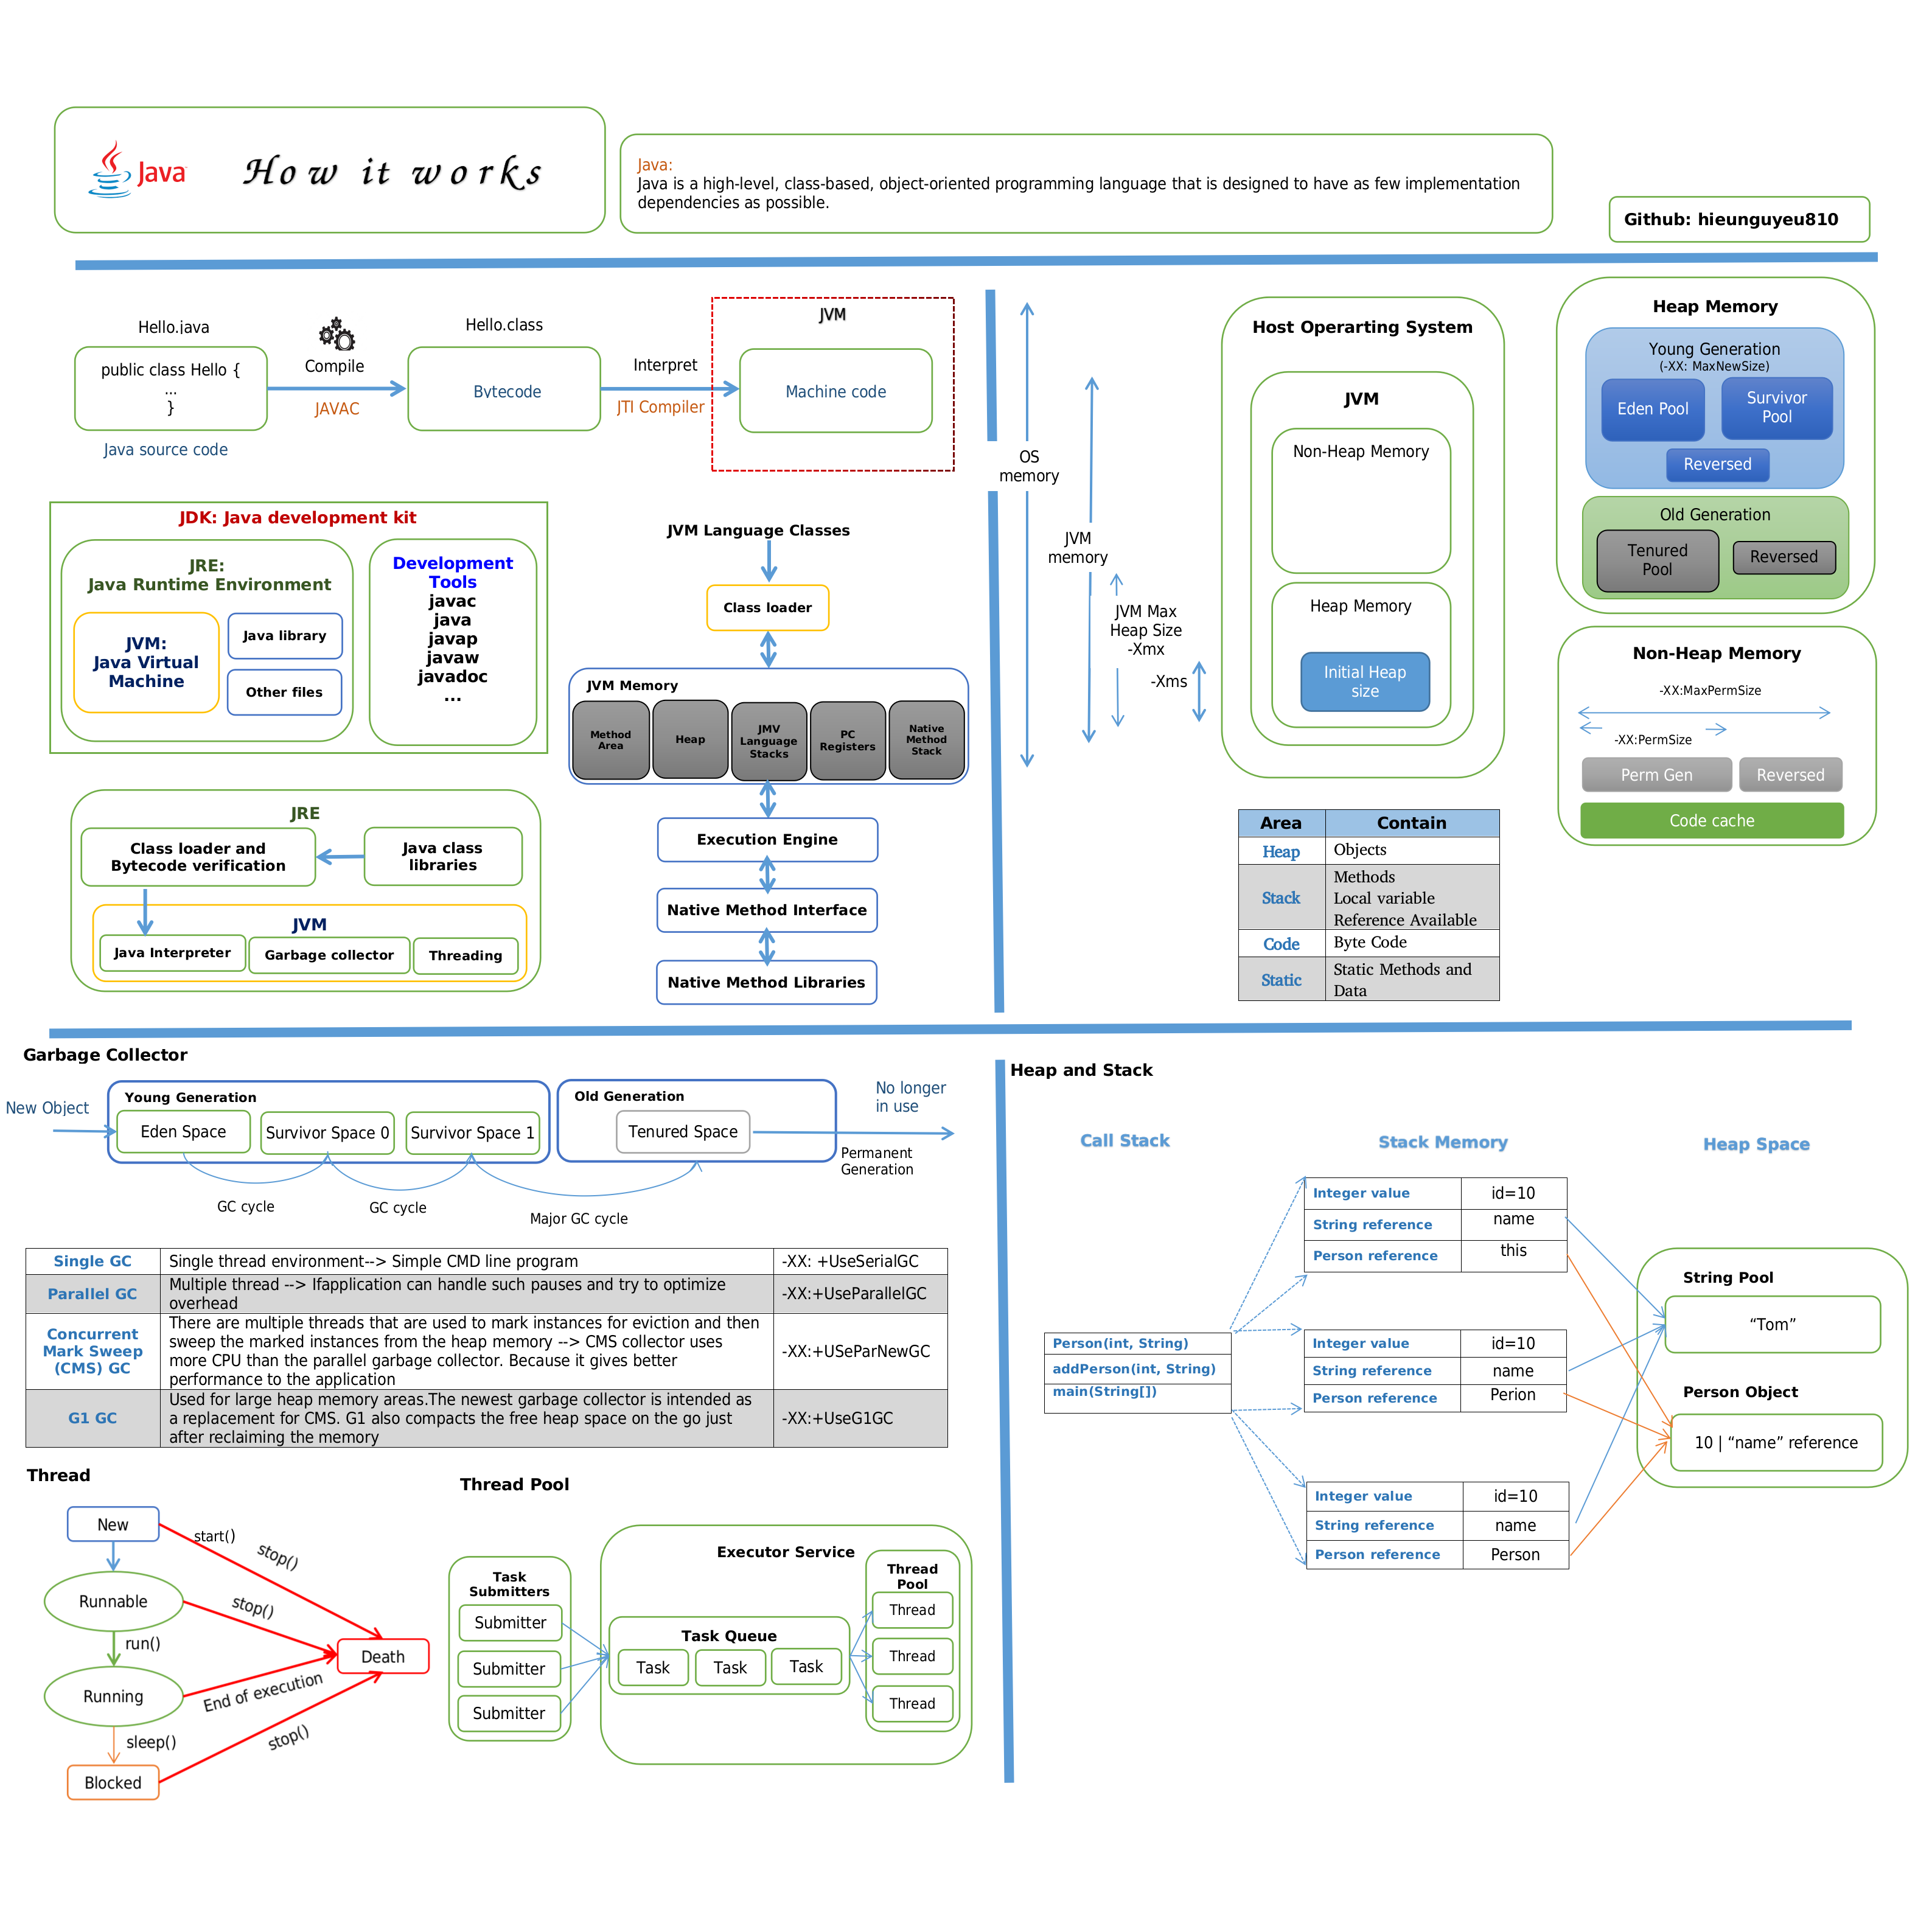 Java
How it works
Java:
Java is a high-level, class-based, object-oriented programming language that is designed to have as few implementation
dependencies as possible.
Github: hieunguyeu810
Hello.java
public class Hello {
...
}
Java source code
Compile
JAVAC
Hello.class
Bytecode
Interpret
JTI Compiler
JVM
Machine code
JDK: Java development kit
JRE:
Java Runtime Environment
JVM:
Java Virtual
Machine
Java library
Other files
Development
Tools
javac
java
javap
javaw
javadoc
...
JRE
Class loader and
Bytecode verification
Java class
libraries
JVM
Java Interpreter
Garbage collector
Threading
JVM Language Classes
Class loader
JVM Memory
Method
Area
Heap
JMV
Language
Stacks
PC
Registers
Native
Method
Stack
Execution Engine
Native Method Interface
Native Method Libraries
OS
memory
JVM
memory
JVM Max
Heap Size
-Xmx
-Xms
Host Operarting System
JVM
Non-Heap Memory
Heap Memory
Initial Heap
size
Heap Memory
Young Generation
(-XX: MaxNewSize)
Eden Pool
Survivor
Pool
Reversed
Old Generation
Tenured
Pool
Reversed
Non-Heap Memory
-XX:MaxPermSize
-XX:PermSize
Perm Gen
Reversed
Code cache
Area Contain
Heap Objects
Stack Methods
Local variable
Reference Available
Code Byte Code
Static Static Methods and
Data
Garbage Collector
New Object
Young Generation
Eden Space
Survivor Space 0
Survivor Space 1
Old Generation
Tenured Space
No longer
in use
Permanent
Generation
GC cycle
GC cycle
Major GC cycle
Single GC Single thread environment--> Simple CMD line program -XX: +UseSerialGC
Parallel GC Multiple thread --> Ifapplication can handle such pauses and try to optimize
overhead -XX:+UseParallelGC
Concurrent
Mark Sweep
(CMS) GC
There are multiple threads that are used to mark instances for eviction and then
sweep the marked instances from the heap memory --> CMS collector uses
more CPU than the parallel garbage collector. Because it gives better
performance to the application
-XX:+USeParNewGC
G1 GC
Used for large heap memory areas.The newest garbage collector is intended as
a replacement for CMS. G1 also compacts the free heap space on the go just
after reclaiming the memory
-XX:+UseG1GC
Thread
New
start()
stop()
Runnable
stop()
run()
Death
Running
End of execution
sleep()
stop()
Blocked
Thread Pool
Task
Submitters
Submitter
Submitter
Submitter
Executor Service
Task Queue
Task
Task
Task
Thread
Pool
Thread
Thread
Thread
Heap and Stack
Call Stack
Stack Memory
Heap Space
Person(int, String)
addPerson(int, String)
main(String[])
Integer value id=10
String reference name
Person reference this
Integer value id=10
String reference name
Person reference Perion
Integer value id=10
String reference name
Person reference Person
String Pool
“Tom”
Person Object
10 | “name” reference